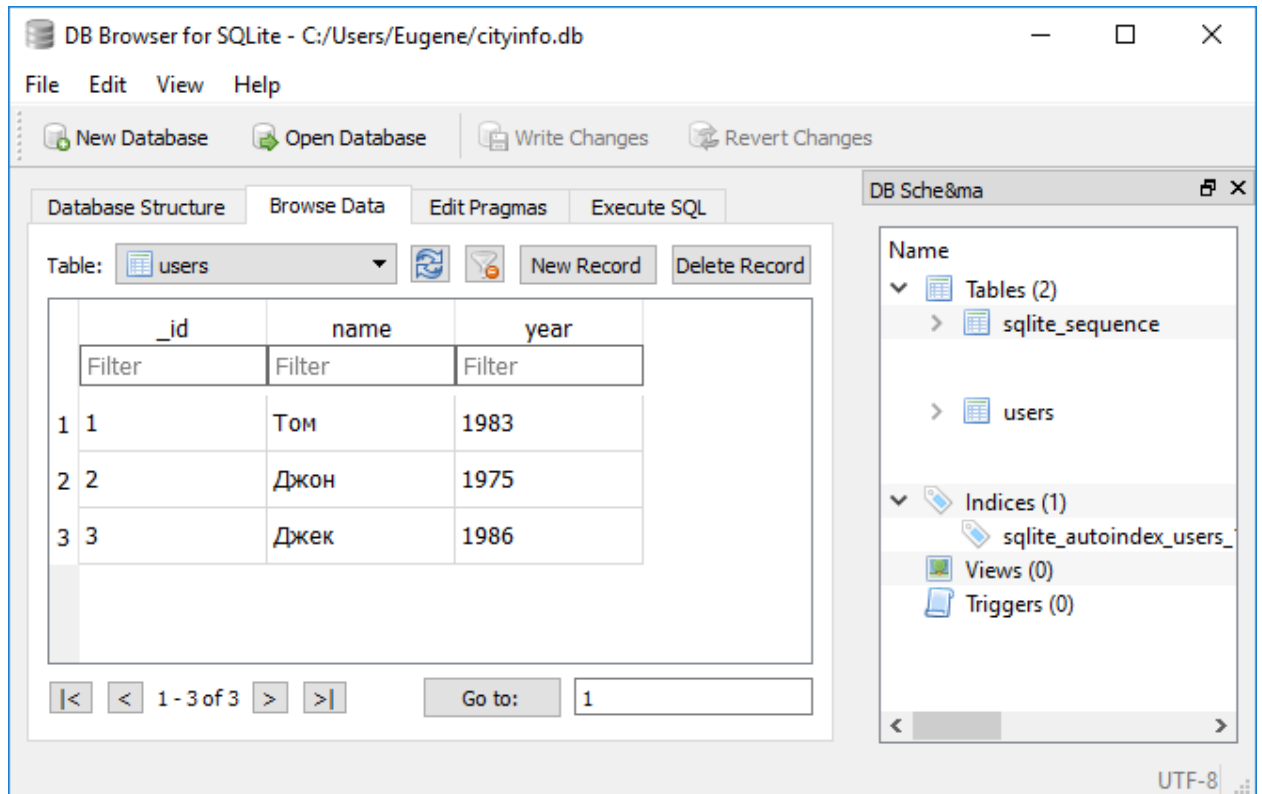 DB Browser for SQLite - C:/Users/Eugene/cityinfo.db
File Edit View Help
New Database Open Database Write Changes Revert Changes
Database Structure Browse Data Edit Pragmas Execute SQL
Table: users New Record Delete Record
_id name year
Filter Filter Filter
1 1 Том 1983
2 2 Джон 1975
3 3 Джек 1986
|< < 1 - 3 of 3 > >| Go to: 1
DB Sche&ma
Name
Tables (2)
sqlite_sequence
users
Indices (1)
sqlite_autoindex_users_
Views (0)
Triggers (0)
UTF-8